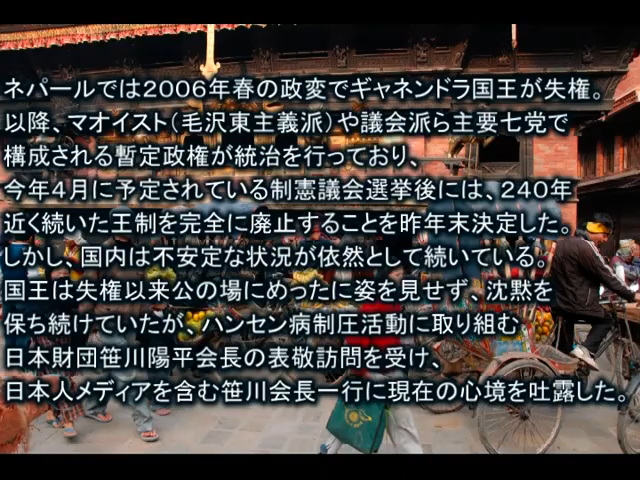 ネパールでは2006年春の政変でギャネンドラ国王が失権。
以降、マオイスト（毛沢東主義派）や議会派ら主要七党で
構成される暫定政権が統治を行っており、
今年４月に予定されている制憲議会選挙後には、240年
近く続いた王制を完全に廃止することを昨年末決定した。
しかし、国内は不安定な状況が依然として続いている。
国王は失権以来公の場にめったに姿を見せず、沈黙を
保ち続けていたが、ハンセン病制圧活動に取り組む
日本財団笹川陽平会長の表敬訪問を受け、
日本人メディアを含む笹川会長一行に現在の心境を吐露した。